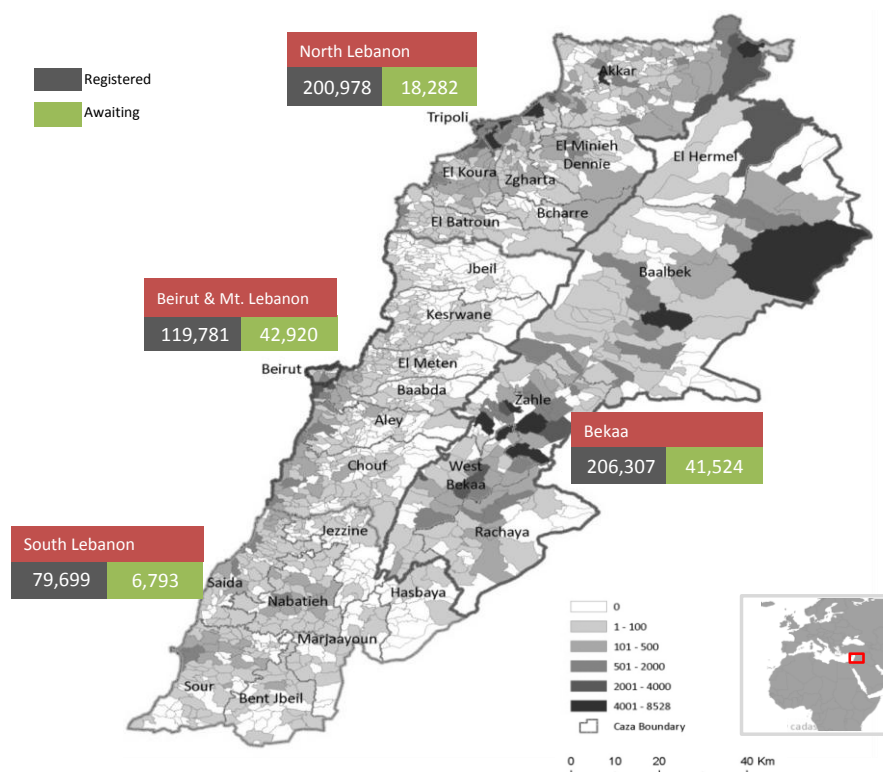 North Lebanon
200,978 18,282
Registered
Awaiting
Akkar
Tripoli
El Minieh
Dennie
El Hermel
El Koura
Zgharta
Bcharre
El Batroun
Jbeil
Baalbek
Beirut & Mt. Lebanon
119,781 42,920
Kesrwane
El Meten
Beirut
Baabda
Zahle
Aley
Bekaa
206,307 41,524
Chouf
West
Bekaa
Jezzine
Rachaya
South Lebanon
79,699 6,793
Saida
Hasbaya
Nabatieh
Marjaayoun
Sour
Bent Jbeil
0
1 - 100
101 - 500
501 - 2000
2001 - 4000
4001 - 8528
Caza Boundary
cadas
0 10 20 40 Km